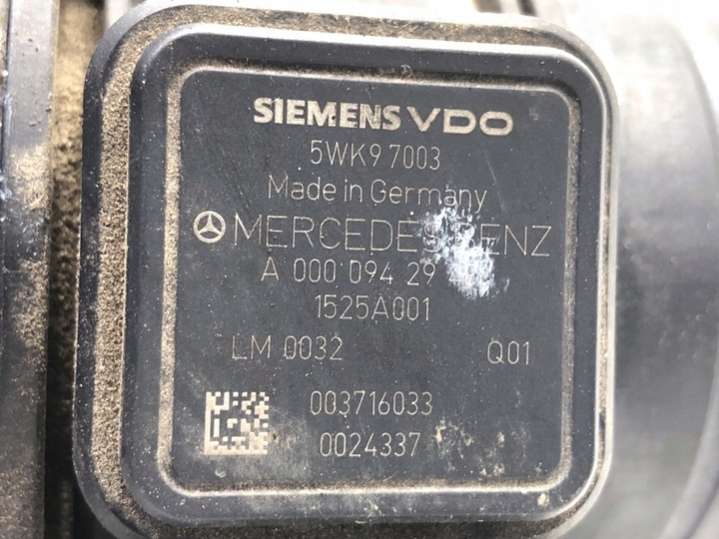 SIEMENS VDO
5WK9 7003
Made in Germany
MERCEDES BENZ
A 000 094 29
1525A001
LM 0032 Q01
003716033
0024337